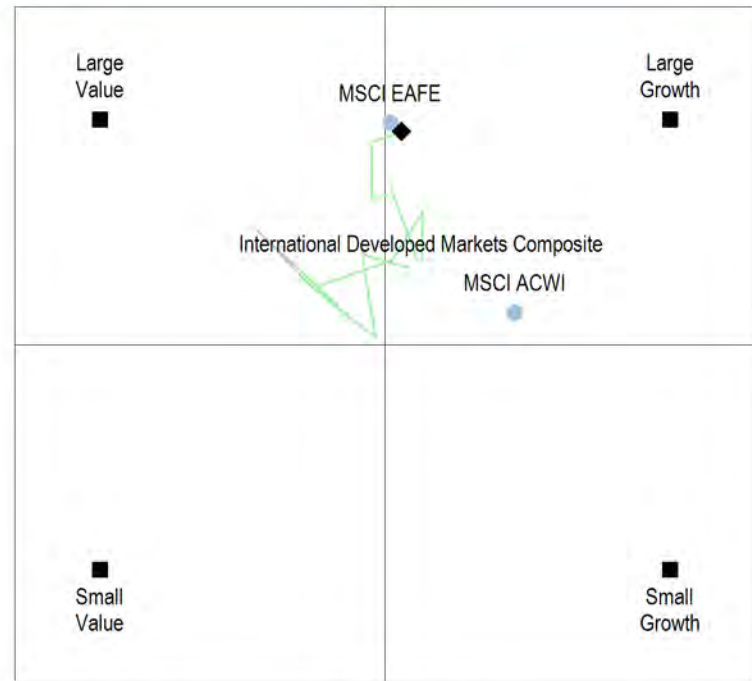 Large
Value
MSCI EAFE
Large
Growth
International Developed Markets Composite
MSCI ACWI
Small
Value
Small
Growth